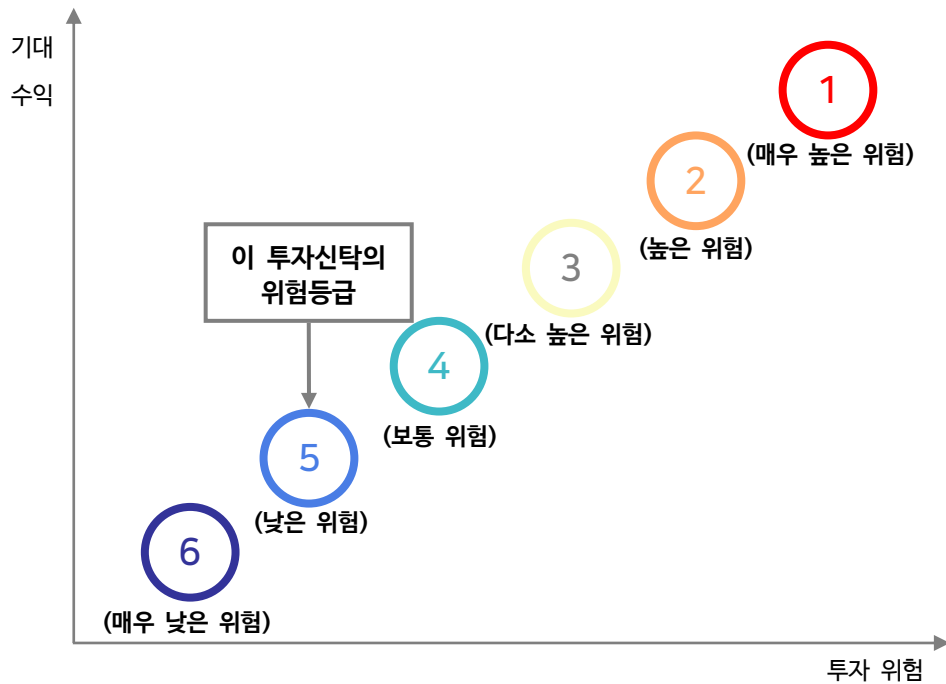 기대
수익
1
(매우 높은 위험)
2
(높은 위험)
이 투자신탁의
위험등급
3
(다소 높은 위험)
4
(보통 위험)
5
(낮은 위험)
6
(매우 낮은 위험)
투자 위험